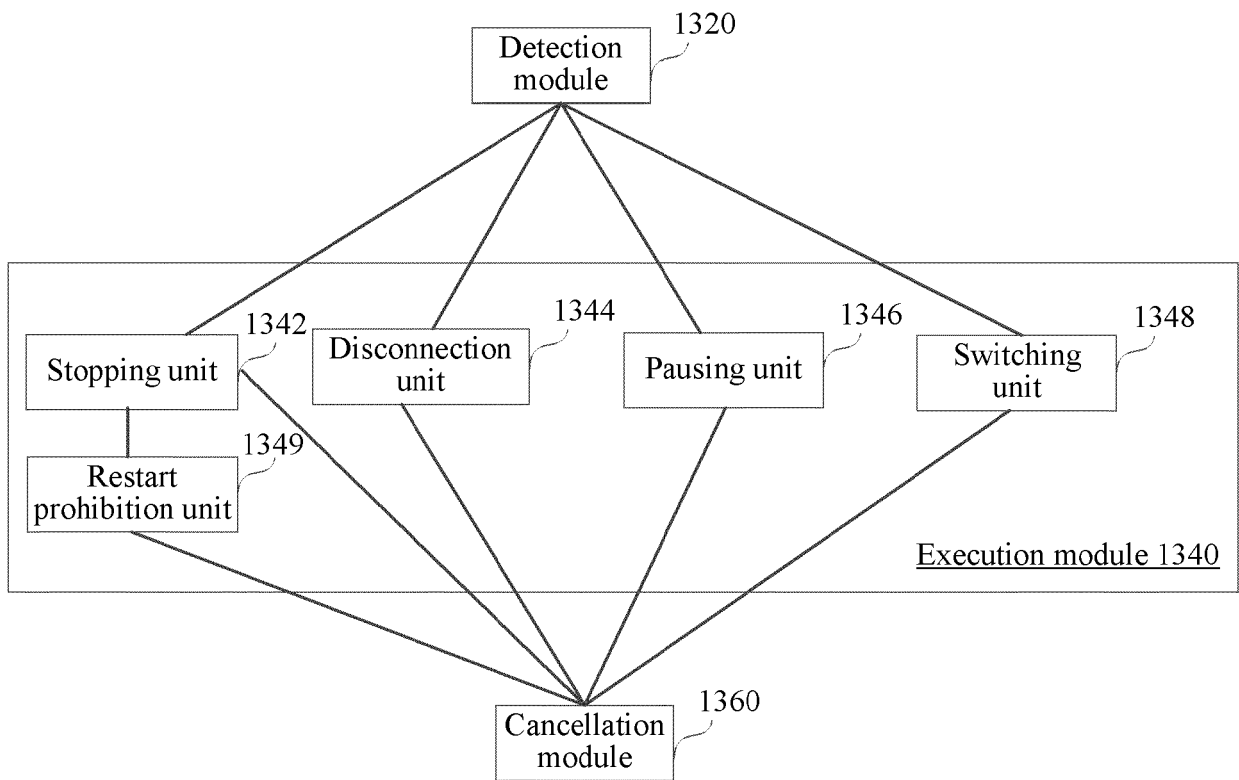 Detection
module
1320
Stopping unit
1342
Disconnection
unit
1344
Pausing unit
1346
Switching
unit
1348
Restart
prohibition unit
1349
Execution module 1340
Cancellation
module
1360